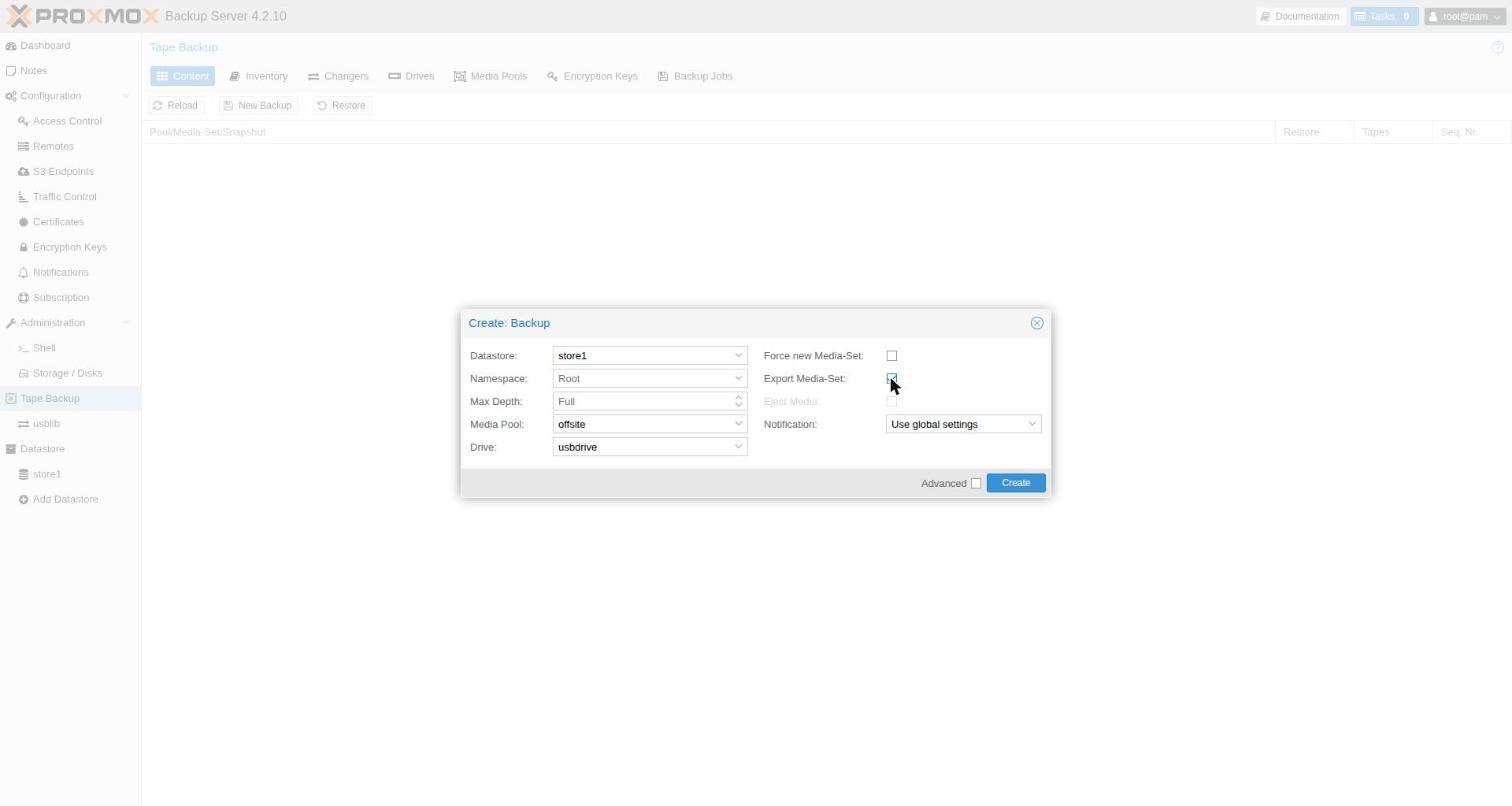 PROXMOX Backup Server 4.2.10
Documentation
Tasks 0
root@pam
Dashboard
Notes
Configuration
Access Control
Remotes
S3 Endpoints
Traffic Control
Certificates
Encryption Keys
Notifications
Subscription
Administration
Shell
Storage / Disks
Tape Backup
usblib
Datastore
store1
Add Datastore
Tape Backup
Content Inventory Changers Drives Media Pools Encryption Keys Backup Jobs
Reload New Backup Restore
Pool/Media-Set/Snapshot Restore Tapes Seq. Nr.
Create: Backup
Datastore: store1
Namespace: Root
Max Depth: Full
Media Pool: offsite
Drive: usbdrive
Force new Media-Set:
Export Media-Set:
Eject Media:
Notification: Use global settings
Advanced Create